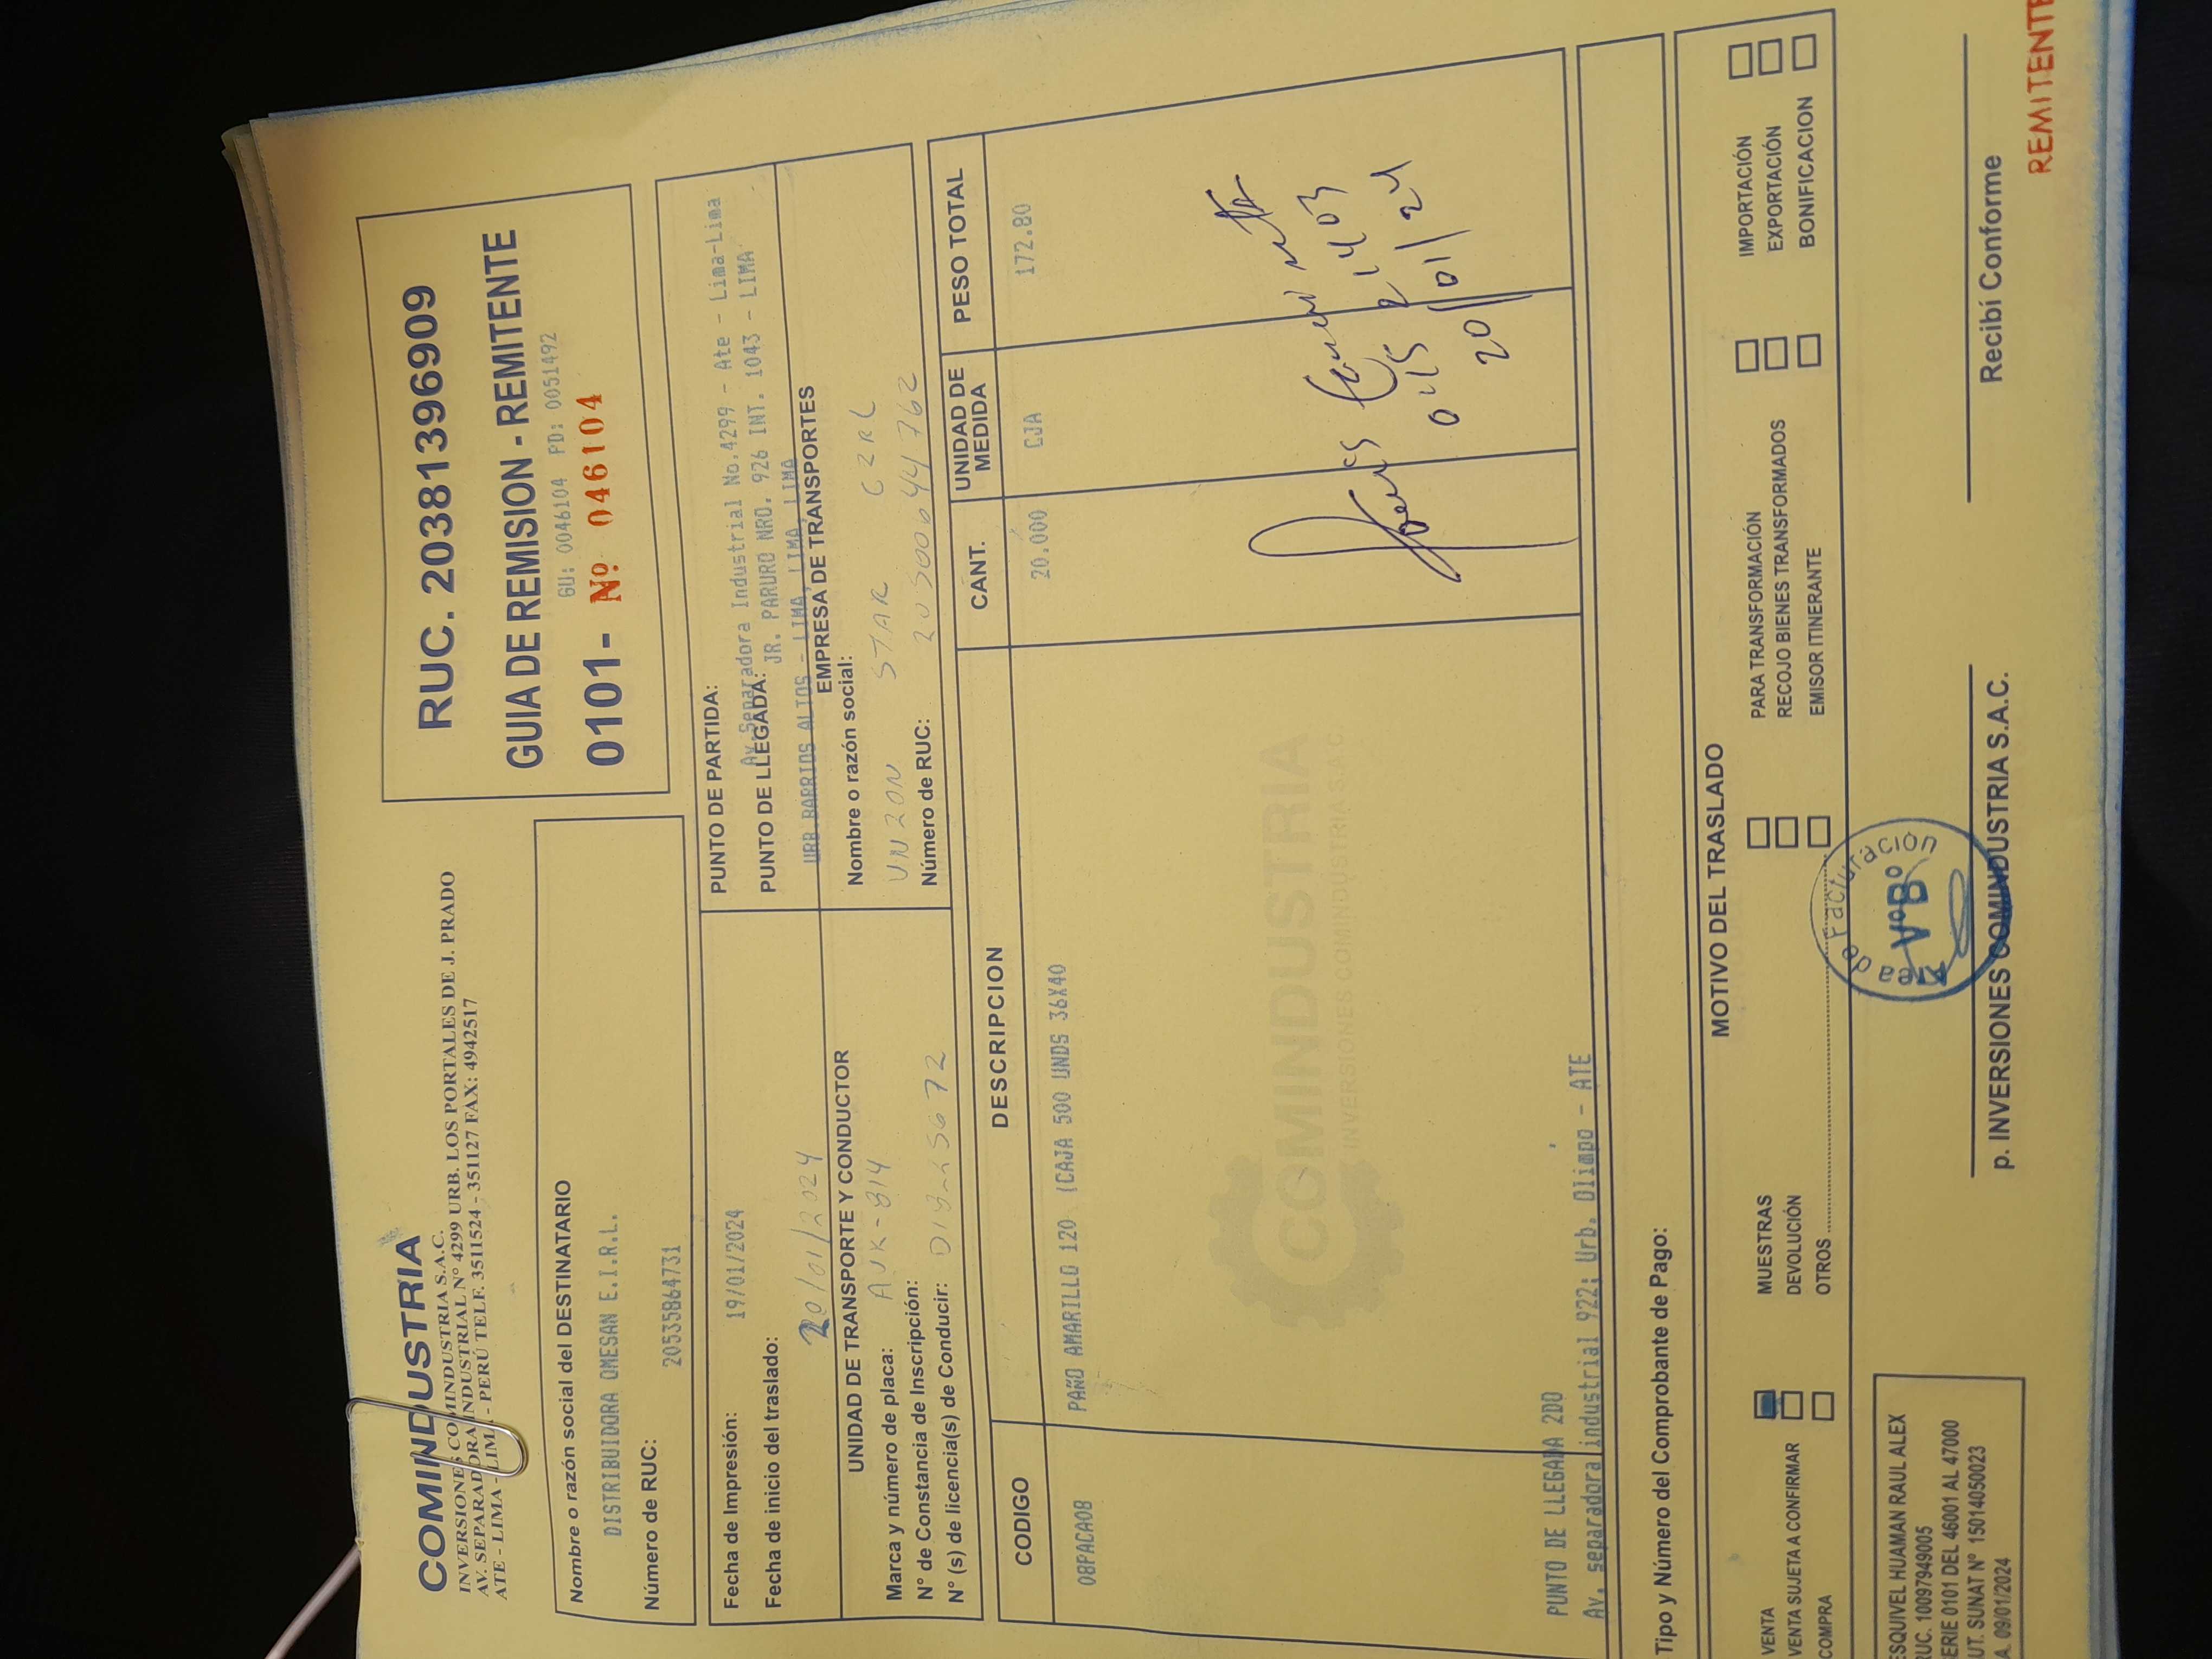 COMINDUSTRIA
INVERSIONES COMINDUSTRIA S.A.C.
AV. SEPARADORA INDUSTRIAL N° 4299 URB. LOS PORTALES DE J. PRADO
ATE - LIMA - LIMA - PERÚ TELF. 3511524 - 351127 FAX: 4942517
RUC. 20381396909
GUIA DE REMISION - REMITENTE
GU: 0046104 PD: 0051492
0101- Nº 046104
Nombre o razón social del DESTINATARIO
DISTRIBUIDORA OMESAN E.I.R.L.
Número de RUC:
20535864731
Fecha de Impresión: 19/01/2024
Fecha de inicio del traslado:
20/01/2024
PUNTO DE PARTIDA:
Av.Separadora Industrial No.4299 - Ate - Lima-Lima
PUNTO DE LLEGADA: JR. PARURO NRO. 926 INT. 1043 - LIMA
URB.BARRIOS ALTOS - LIMA, LIMA, LIMA
UNIDAD DE TRANSPORTE Y CONDUCTOR
Marca y número de placa: AJK-814
N° de Constancia de Inscripción:
N° (s) de licencia(s) de Conducir:
EMPRESA DE TRANSPORTES
Nombre o razón social:
STAR
Número de RUC: 20500644762
CODIGO DESCRIPCION CANT. UNIDAD DE MEDIDA PESO TOTAL
08PACA08 PAÑO AMARILLO 120 (CAJA 500 UNDS 36X40 20.000 CJA 172.80
COMINDUSTRIA
INVERSIONES COMINDUSTRIA S.A.C.
20/01/24
PUNTO DE LLEGADA 2DO
Av. separadora industrial 922; Urb. Olimpo - ATE
Tipo y Número del Comprobante de Pago:
MOTIVO DEL TRASLADO
VENTA MUESTRAS PARA TRANSFORMACIÓN IMPORTACIÓN
VENTA SUJETA A CONFIRMAR DEVOLUCIÓN RECOJO BIENES TRANSFORMADOS EXPORTACIÓN
COMPRA OTROS EMISOR ITINERANTE BONIFICACION
ESQUIVEL HUAMAN RAUL ALEX
RUC. 10097949005
SERIE 0101 DEL 46001 AL 47000
AUT. SUNAT Nº 15014050023
09/01/2024
de Facturación
VºBº
p. INVERSIONES COMINDUSTRIA S.A.C.
Recibí Conforme
REMITENTE